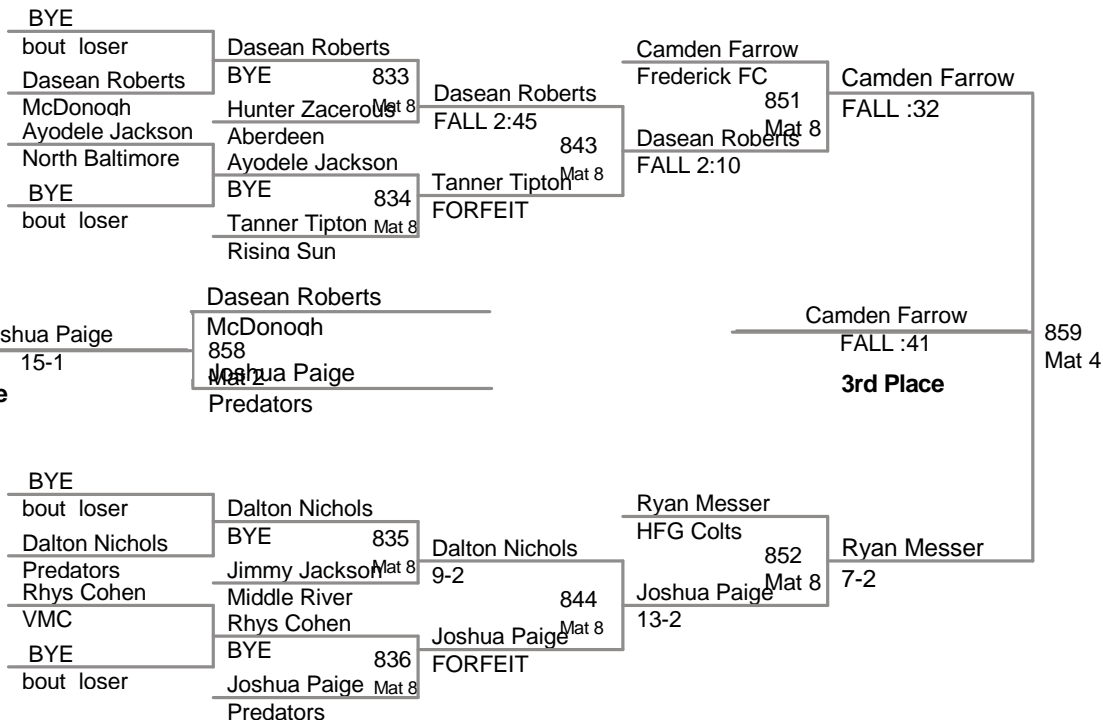 BYE
bout loser
Dasean Roberts
McDonogh
Ayodele Jackson
North Baltimore
BYE
bout loser
Dasean Roberts
BYE
833
Mat 8
Hunter Zacerous
Aberdeen
Ayodele Jackson
BYE
834
Mat 8
Tanner Tipton
Rising Sun
Dasean Roberts
FALL 2:45
843
Mat 8
Tanner Tipton
FORFEIT
Camden Farrow
Frederick FC
851
Mat 8
Dasean Roberts
FALL 2:10
Camden Farrow
FALL :32
shua Paige
15-1
e
Dasean Roberts
McDonogh
858
Mat 2
Joshua Paige
Predators
Camden Farrow
FALL :41
3rd Place
859
Mat 4
BYE
bout loser
Dalton Nichols
Predators
Rhys Cohen
VMC
BYE
bout loser
Dalton Nichols
BYE
835
Mat 8
Jimmy Jackson
Middle River
Rhys Cohen
BYE
836
Mat 8
Joshua Paige
Predators
Dalton Nichols
9-2
844
Mat 8
Joshua Paige
FORFEIT
Ryan Messer
HFG Colts
852
Mat 8
Joshua Paige
13-2
Ryan Messer
7-2